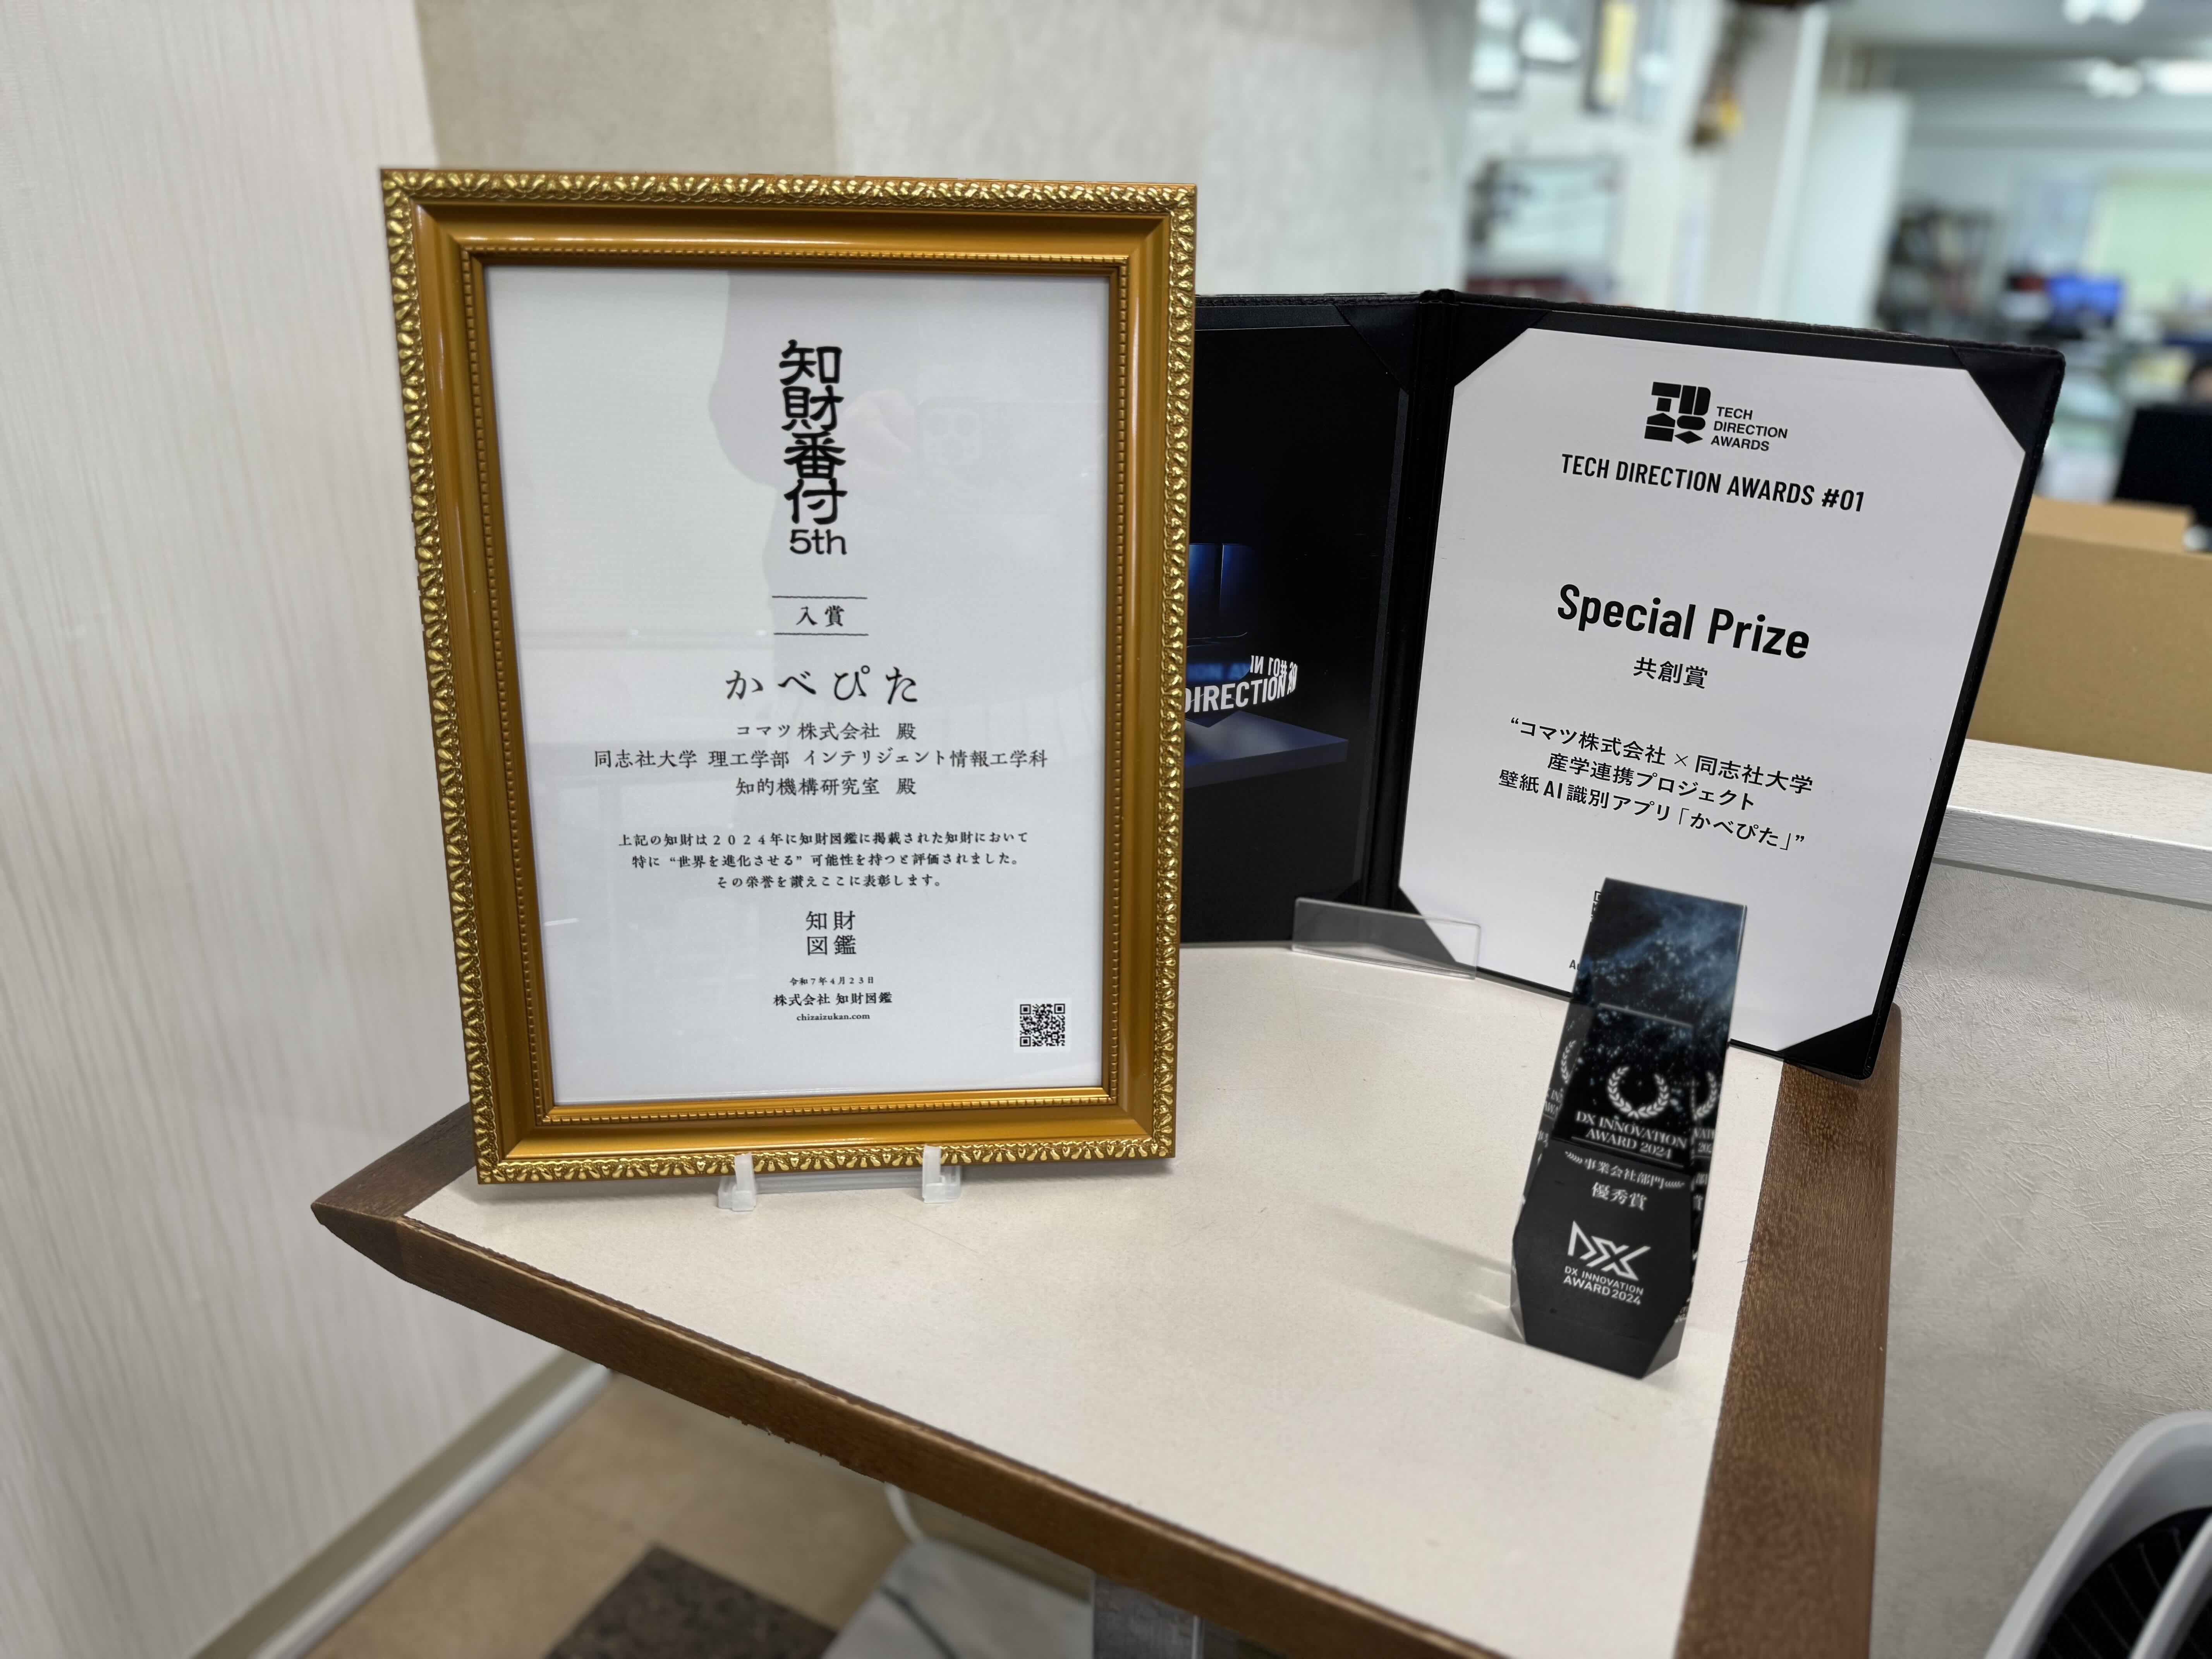 知財番付
5th
入賞
かべぴた
コマツ株式会社 殿
同志社大学 理工学部 インテリジェント情報工学科
知的機構研究室 殿
上記の知財は２０２４年に知財図鑑に掲載された知財において
特に “世界を進化させる” 可能性を持つと評価されました。
その栄誉を讃えここに表彰します。
知財
図鑑
令和７年４月２３日
株式会社 知財図鑑
chizaizukan.com
DIRECTION
TECH
DIRECTION
AWARDS
TECH DIRECTION AWARDS #01
Special Prize
共創賞
“コマツ株式会社 × 同志社大学
産学連携プロジェクト
壁紙 AI 識別アプリ「かべぴた」”
DX INNOVATION
AWARD 2024
事業会社部門
優秀賞
DX
DX INNOVATION
AWARD 2024